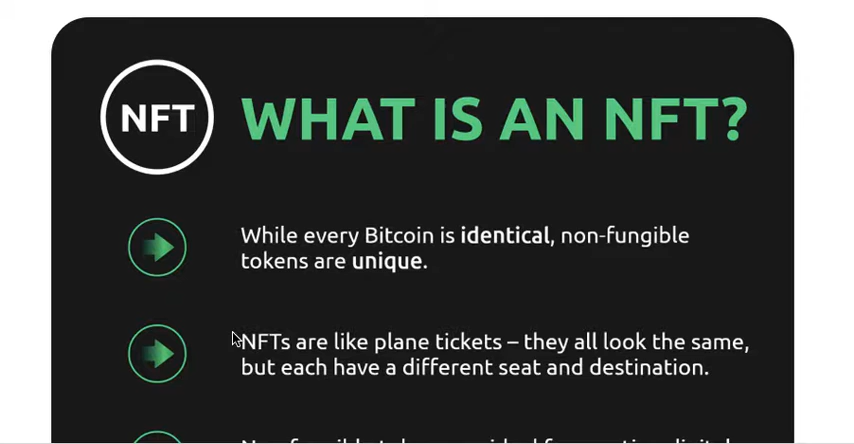 NFT
WHAT IS AN NFT?
While every Bitcoin is identical, non-fungible
tokens are unique.
NFTs are like plane tickets – they all look the same,
but each have a different seat and destination.